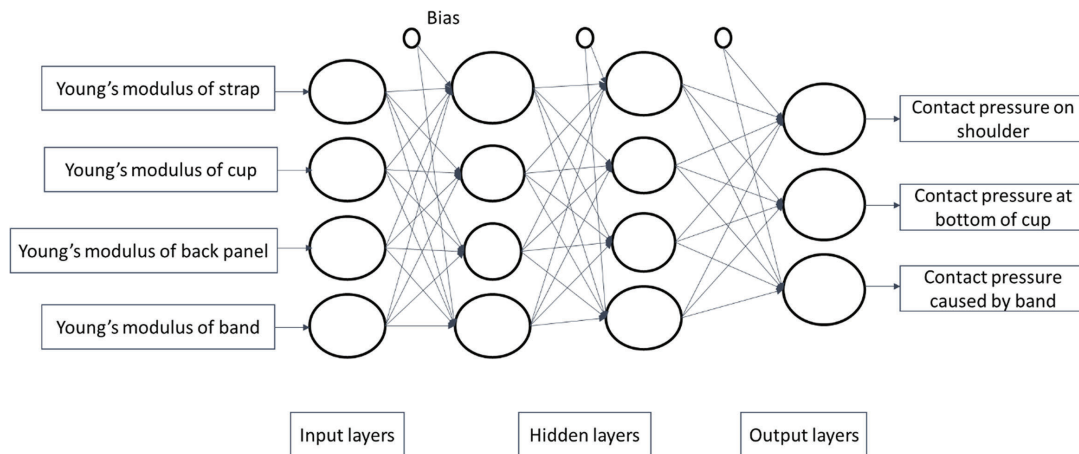 Bias
Young’s modulus of strap
Young’s modulus of cup
Young’s modulus of back panel
Young’s modulus of band
Contact pressure on
shoulder
Contact pressure at
bottom of cup
Contact pressure
caused by band
Input layers
Hidden layers
Output layers